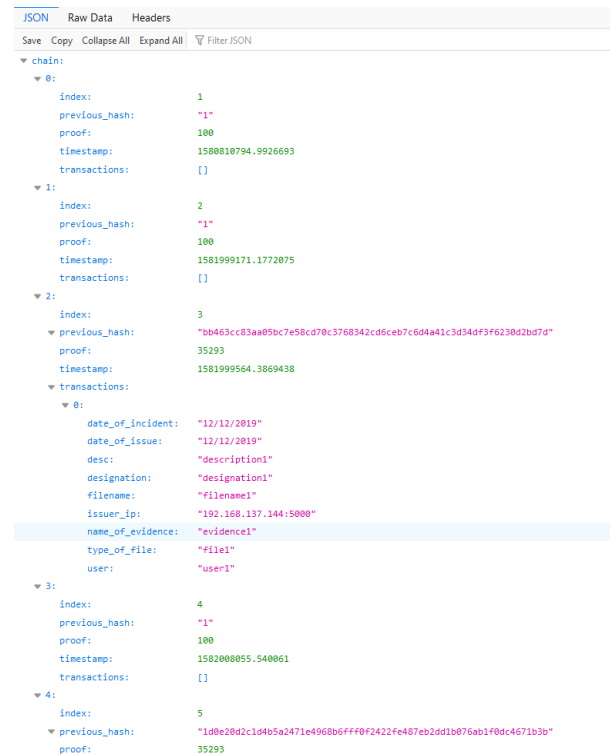 JSON Raw Data Headers
Save Copy Collapse All Expand All Filter JSON
chain:
0:
index: 1
previous_hash: "1"
proof: 100
timestamp: 1580810794.9926693
transactions: []
1:
index: 2
previous_hash: "1"
proof: 100
timestamp: 1581999171.1772075
transactions: []
2:
index: 3
previous_hash: "bb463cc83aa05bc7e58cd70c3768342cd6ceb7c6d4a41c3d34df3f6230d2bd7d"
proof: 35293
timestamp: 1581999564.3869438
transactions:
0:
date_of_incident: "12/12/2019"
date_of_issue: "12/12/2019"
desc: "description1"
designation: "designation1"
filename: "filename1"
issuer_ip: "192.168.137.144:5000"
name_of_evidence: "evidence1"
type_of_file: "file1"
user: "user1"
3:
index: 4
previous_hash: "1"
proof: 100
timestamp: 1582008055.540061
transactions: []
4:
index: 5
previous_hash: "1d0e20d2c1d4b5a2471e4968b6fff0f2422fe487eb2dd1b076ab1f0dc4671b3b"
proof: 35293